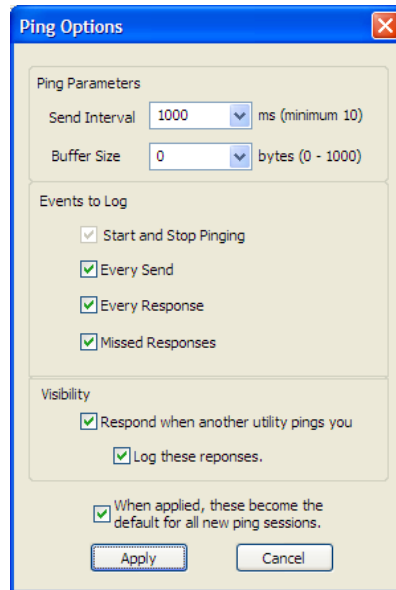 Ping Options
Ping Parameters
Send Interval 1000 ms (minimum 10)
Buffer Size 0 bytes (0 - 1000)
Events to Log
Start and Stop Pinging
Every Send
Every Response
Missed Responses
Visibility
Respond when another utility pings you
Log these reponses.
When applied, these become the
default for all new ping sessions.
Apply Cancel